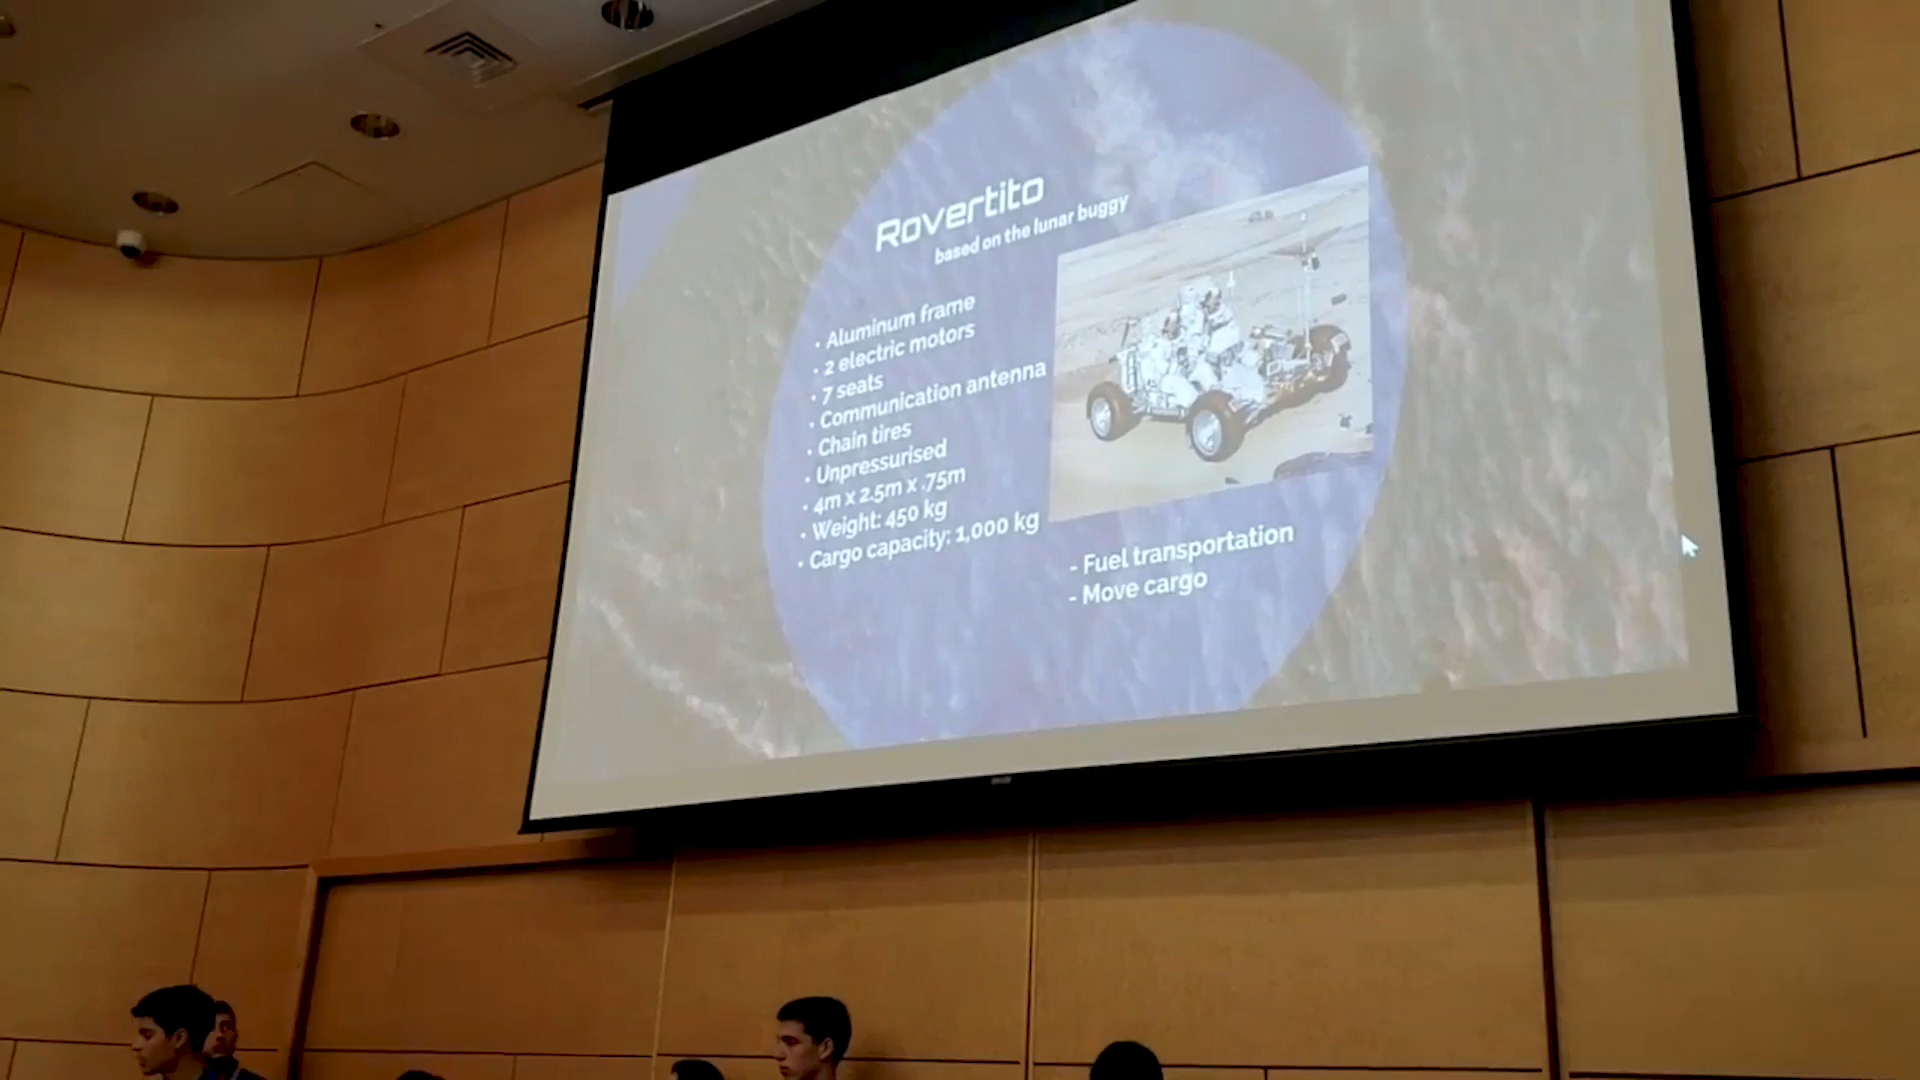 Rovertito
based on the lunar buggy
• Aluminum frame
• 2 electric motors
• 7 seats
• Communication antenna
• Chain tires
• Unpressurised
• 4m x 2.5m x .75m
• Weight: 450 kg
• Cargo capacity: 1,000 kg
- Fuel transportation
- Move cargo